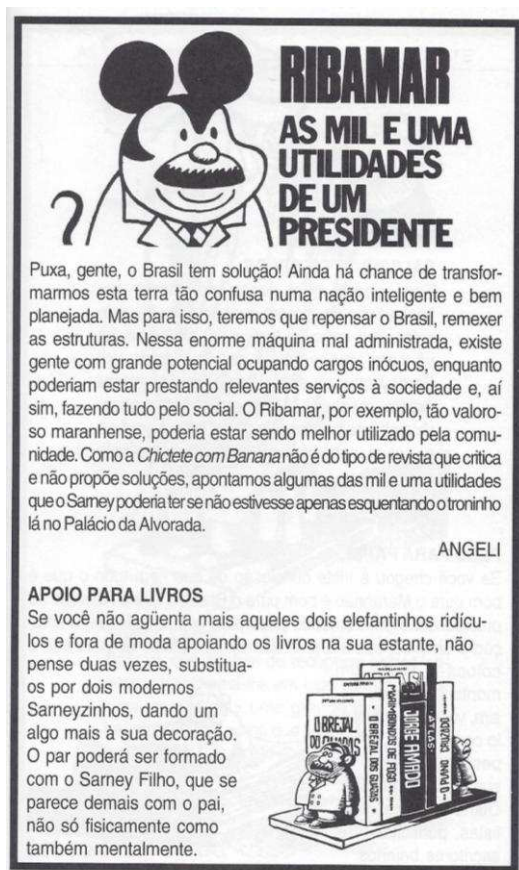 RIBAMAR
AS MIL E UMA
UTILIDADES
DE UM
PRESIDENTE
Puxa, gente, o Brasil tem solução! Ainda há chance de transfor-
marmos esta terra tão confusa numa nação inteligente e bem
planejada. Mas para isso, teremos que repensar o Brasil, remexer
as estruturas. Nessa enorme máquina mal administrada, existe
gente com grande potencial ocupando cargos inócuos, enquanto
poderiam estar prestando relevantes serviços à sociedade e, aí
sim, fazendo tudo pelo social. O Ribamar, por exemplo, tão valoro-
so maranhense, poderia estar sendo melhor utilizado pela comu-
nidade. Como a Chictete com Banana não é do tipo de revista que critica
e não propõe soluções, apontamos algumas das mil e uma utilidades
que o Sarney poderia ter se não estivesse apenas esquentando o troninho
lá no Palácio da Alvorada.
ANGELI
APOIO PARA LIVROS
Se você não agüenta mais aqueles dois elefantinhos ridícu-
los e fora de moda apoiando os livros na sua estante, não
pense duas vezes, substitua-
os por dois modernos
Sarneyzinhos, dando um
algo mais à sua decoração.
O par poderá ser formado
com o Sarney Filho, que se
parece demais com o pai,
não só fisicamente como
também mentalmente.
O BREJAL
O BREJAL DOS GUAJAS
MARIMBONDOS DE FOGO
JORGE AMADO
ATLAS
O PLANO CRUZADO